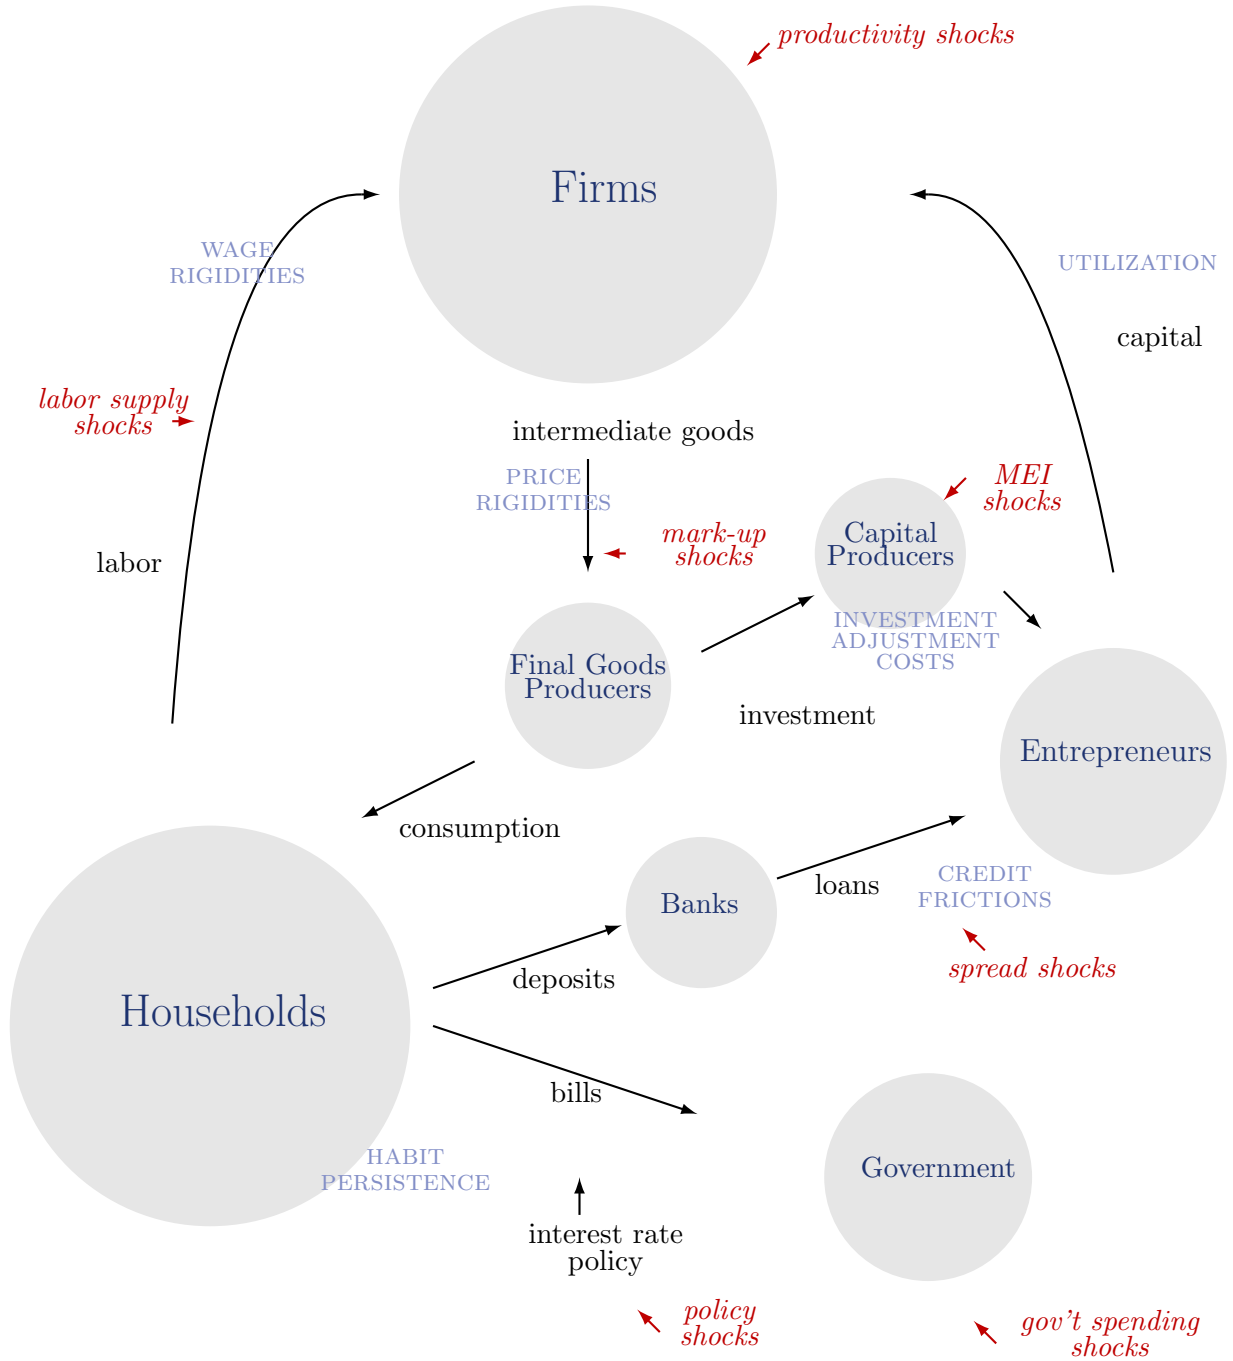 productivity shocks
Firms
WAGE
RIGIDITIES
UTILIZATION
capital
labor supply
shocks
intermediate goods
PRICE
RIGIDITIES
MEI
shocks
mark-up
shocks
Capital
Producers
labor
INVESTMENT
ADJUSTMENT
COSTS
Final Goods
Producers
investment
Entrepreneurs
consumption
loans
CREDIT
FRICTIONS
Banks
spread shocks
deposits
Households
bills
HABIT
PERSISTENCE
Government
interest rate
policy
policy
shocks
gov't spending
shocks